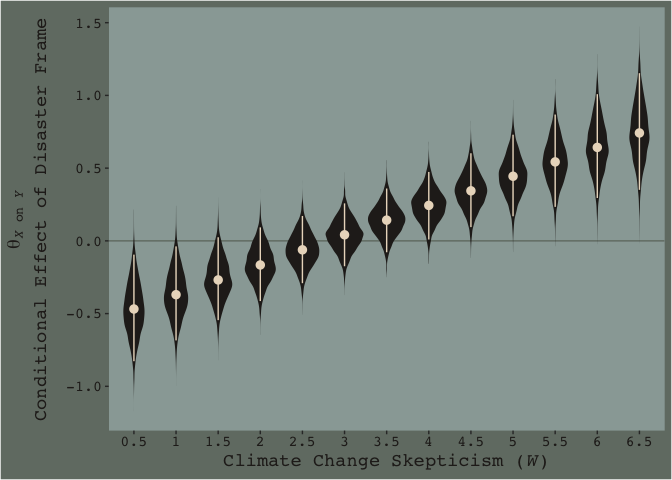 Conditional Effect of Disaster Frame
θX on Y
1.5
1.0
0.5
0.0
−0.5
−1.0
0.5 1 1.5 2 2.5 3 3.5 4 4.5 5 5.5 6 6.5
Climate Change Skepticism (W)